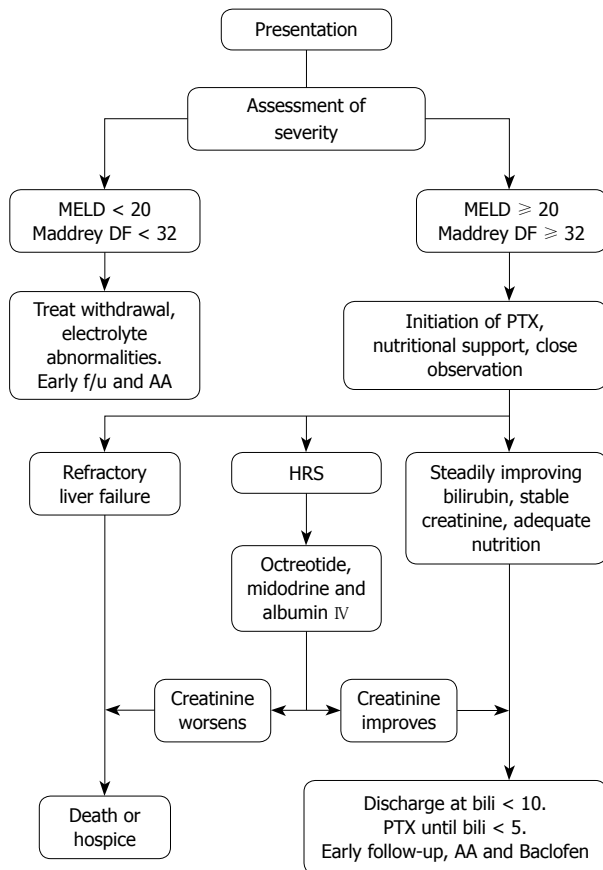 Presentation
Assessment of
severity
MELD < 20
Maddrey DF < 32
MELD ⩾ 20
Maddrey DF ⩾ 32
Treat withdrawal,
electrolyte
abnormalities.
Early f/u and AA
Initiation of PTX,
nutritional support, close
observation
Refractory
liver failure
HRS
Steadily improving
bilirubin, stable
creatinine, adequate
nutrition
Octreotide,
midodrine and
albumin Ⅳ
Creatinine
worsens
Creatinine
improves
Death or
hospice
Discharge at bili < 10.
PTX until bili < 5.
Early follow-up, AA and Baclofen